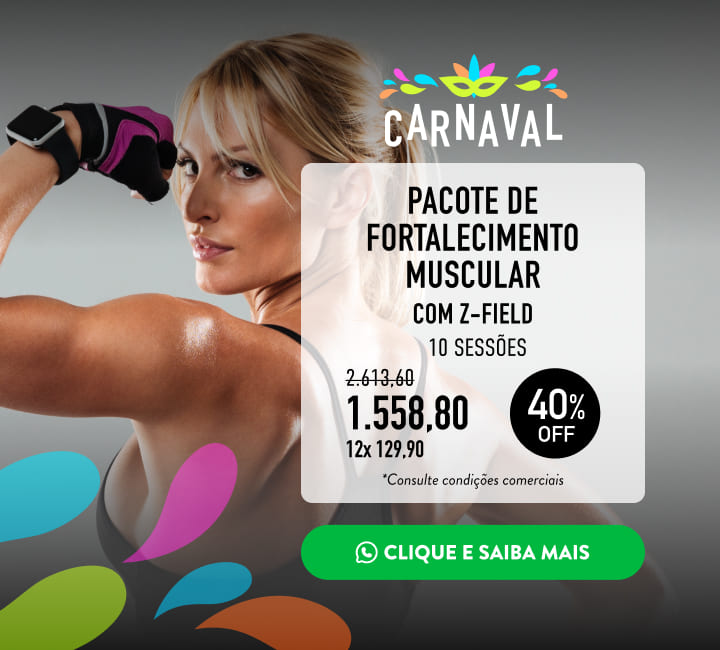 CARNAVAL
PACOTE DE
FORTALECIMENTO
MUSCULAR
COM Z-FIELD
10 SESSÕES
2.613,60
1.558,80
12x 129,90
40%
OFF
*Consulte condições comerciais
CLIQUE E SAIBA MAIS